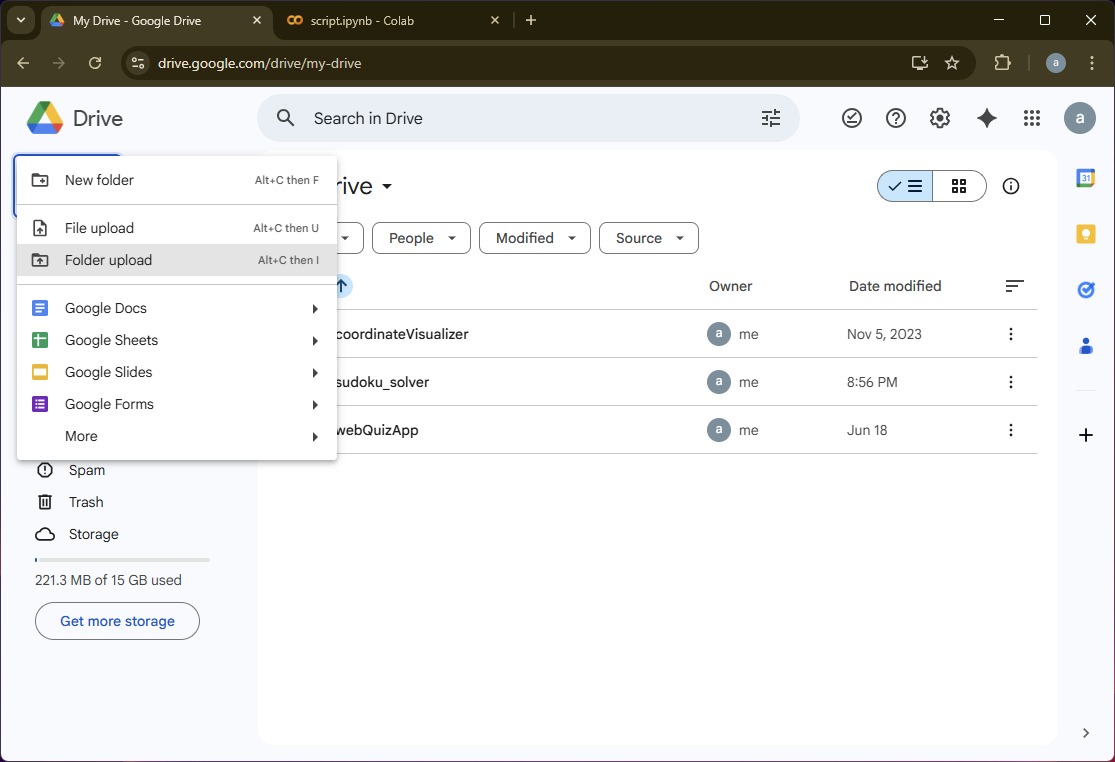 My Drive - Google Drive
script.ipynb - Colab
drive.google.com/drive/my-drive
a
Drive
Search in Drive
a
New folder Alt+C then F
File upload Alt+C then U
Folder upload Alt+C then I
Google Docs
Google Sheets
Google Slides
Google Forms
More
Spam
Trash
Storage
221.3 MB of 15 GB used
Get more storage
rive
People
Modified
Source
Owner
Date modified
coordinateVisualizer a me Nov 5, 2023
sudoku_solver a me 8:56 PM
webQuizApp a me Jun 18
31